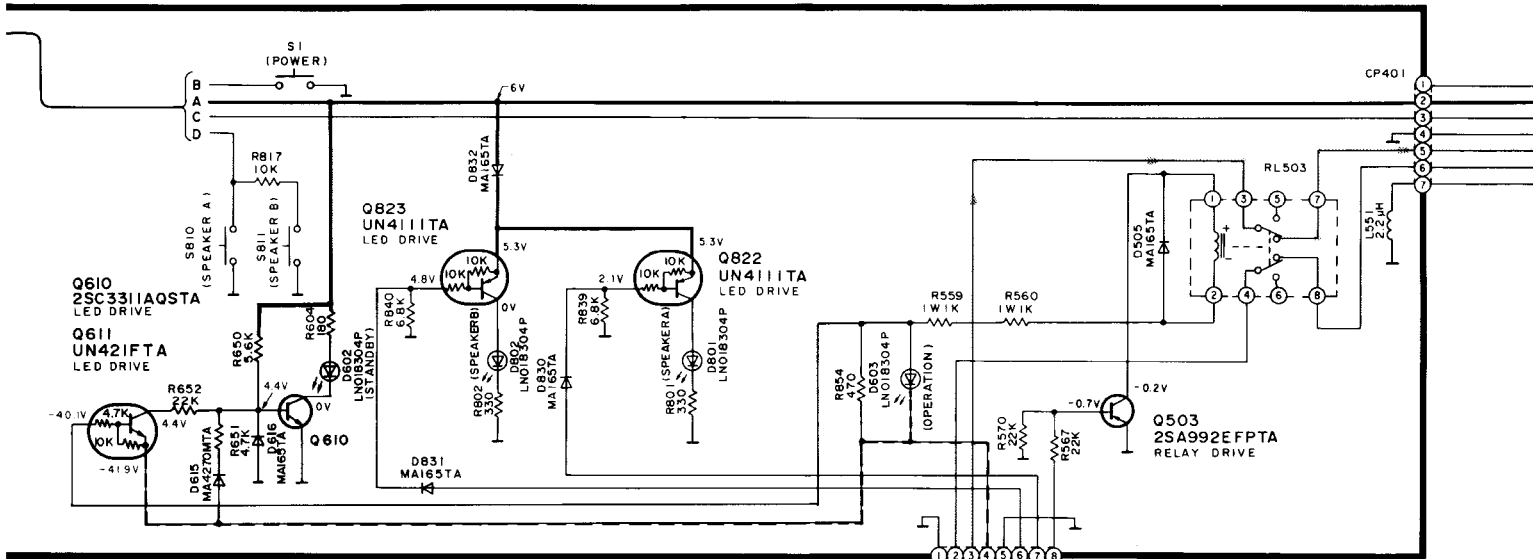 S1
(POWER)
B
A
C
D
-6V
CP401
1
2
3
4
5
6
7
R817
10K
S810
(SPEAKER A)
S811
(SPEAKER B)
D832
MA165TA
Q823
UN4111TA
LED DRIVE
5.3V
10K
10K
4.8V
0V
5.3V
10K
10K
2.1V
Q822
UN4111TA
LED DRIVE
RL503
1
3
5
7
2
4
6
8
+
-
D505
MA165TA
L551
2.2μH
Q610
2SC3311AQSTA
LED DRIVE
Q611
UN421FTA
LED DRIVE
R604
180
R650
5.6K
D602
LN018304P
(STANDBY)
R840
6.8K
(SPEAKERB)
D802
LN018304P
R802
330
D830
MA165TA
R839
6.8K
(SPEAKERA)
D801
LN018304P
R801
330
R559
1W1K
R560
1W1K
R854
470
D603
LN018304P
(OPERATION)
R652
22K
4.4V
0V
-40.1V
4.7K
4.4V
10K
-41.9V
R651
4.7K
D616
MA165TA
Q610
D615
MA4270MTA
D831
MA165TA
-0.2V
-0.7V
R570
22K
R567
22K
Q503
2SA992EFPTA
RELAY DRIVE
1
2
3
4
5
6
7
8